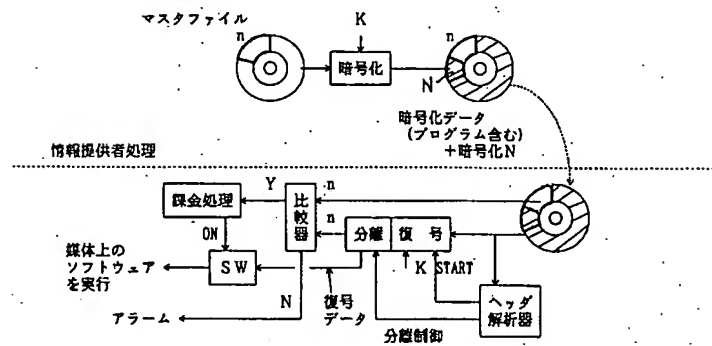 マスタファイル
K
n
n
暗号化
N
暗号化データ
(プログラム含む)
+暗号化N
情報提供者処理
Y
n
課金処理
比較器
n
分離
復号
ON
媒体上の
ソフトウェア
を実行
SW
K
START
N
復号
データ
ヘッダ
解析器
アラーム
分離制御